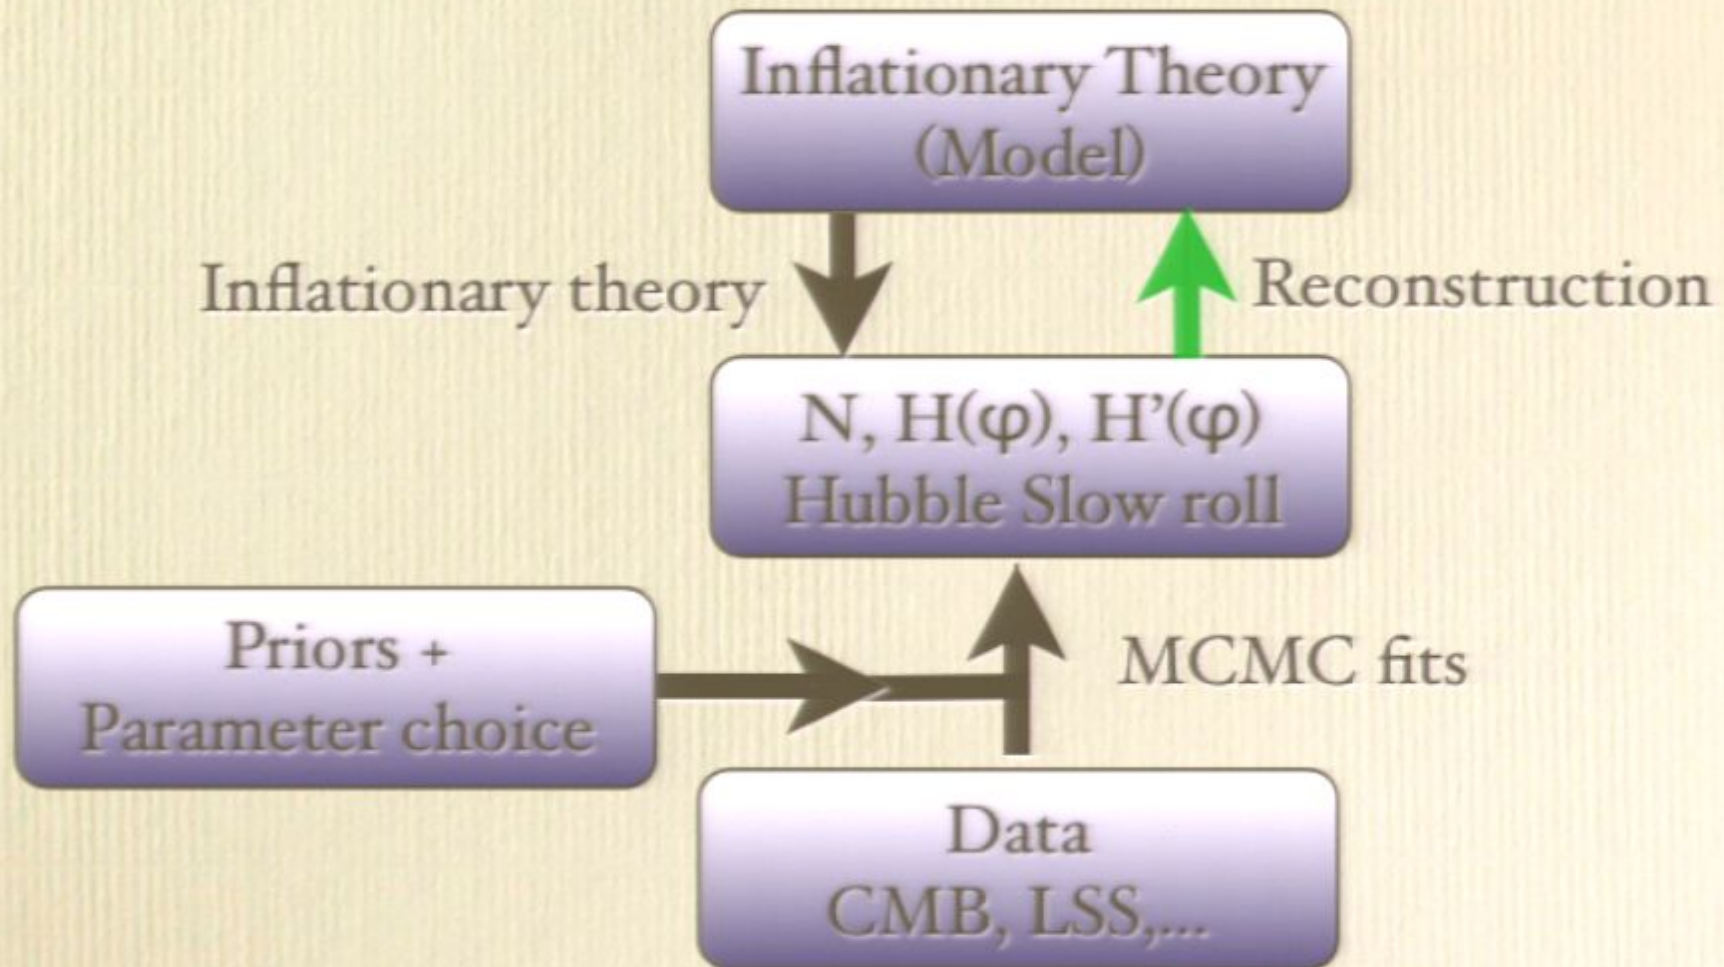 Inflationary Theory
(Model)
Inflationary theory
Reconstruction
N, H(φ), H’(φ)
Hubble Slow roll
Priors +
Parameter choice
MCMC fits
Data
CMB, LSS,...